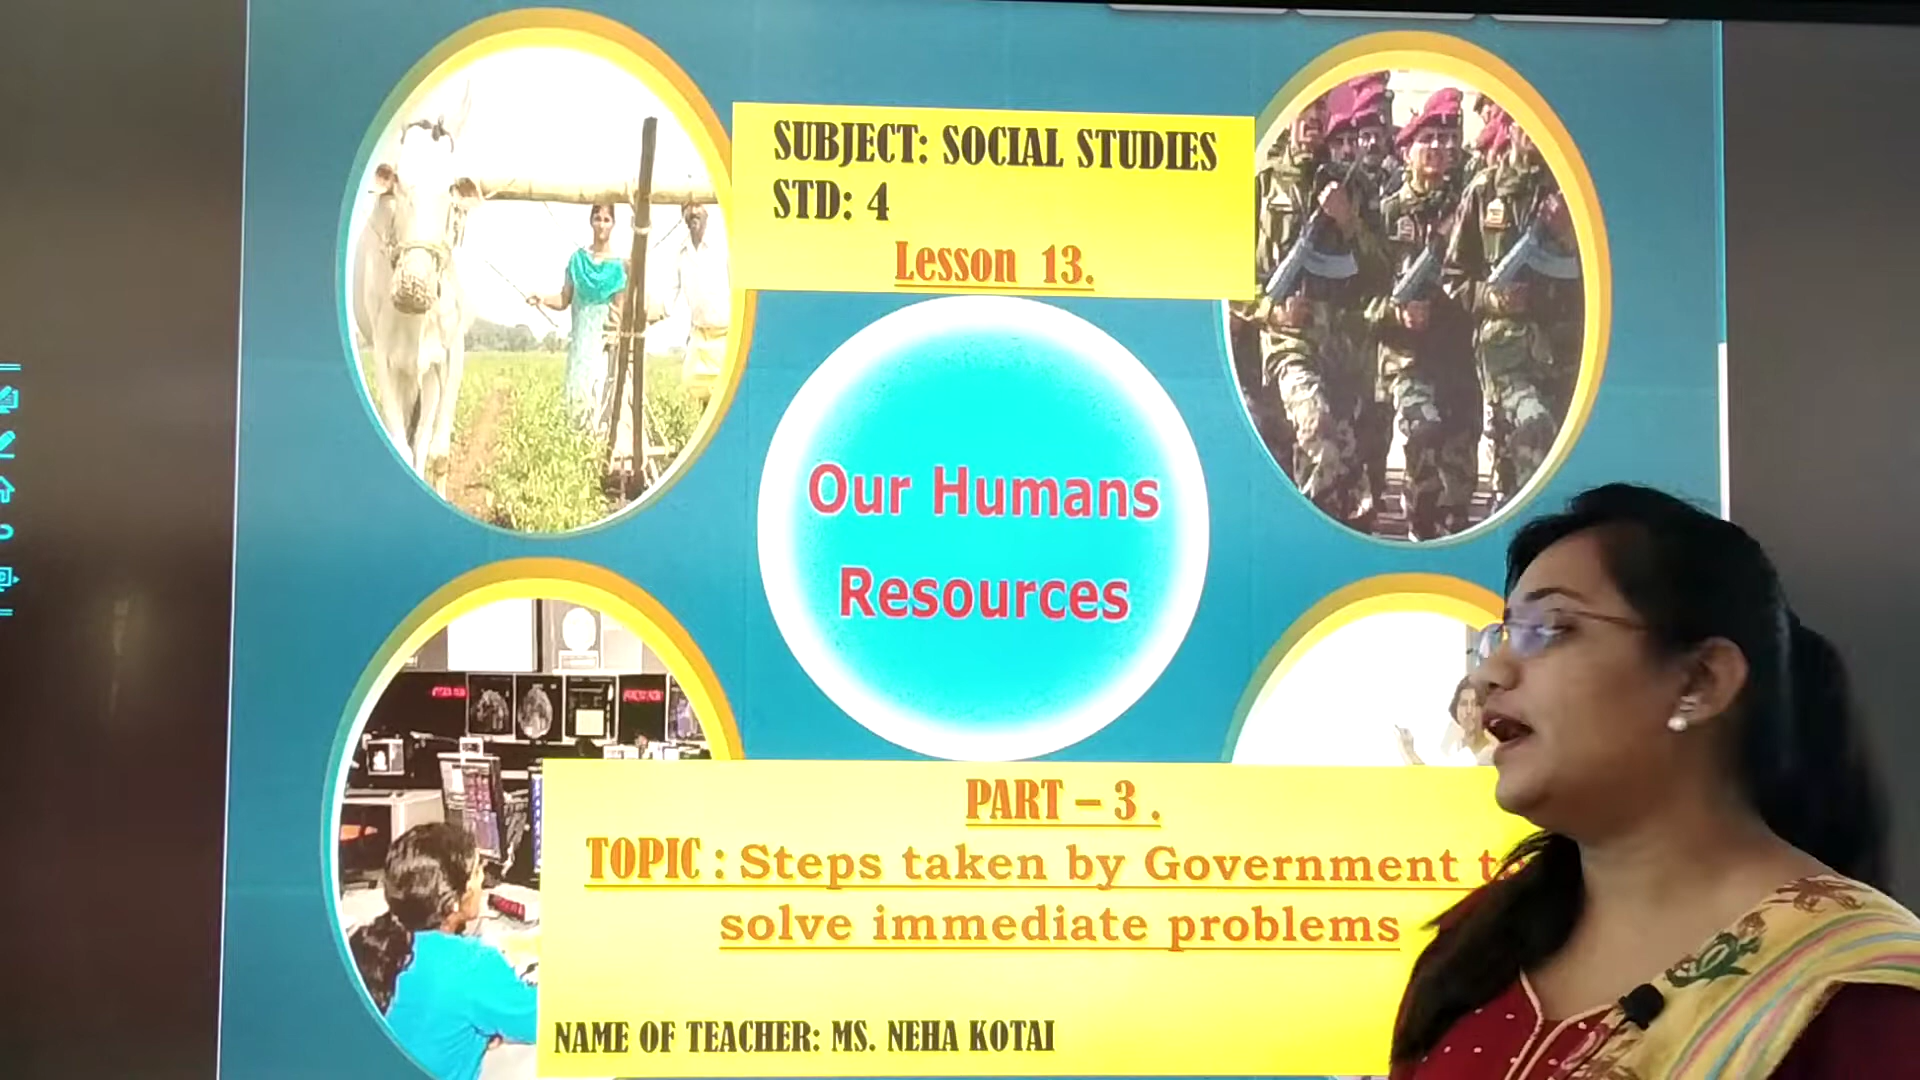 SUBJECT: SOCIAL STUDIES
STD: 4
Lesson 13.
Our Humans
Resources
PART – 3 .
TOPIC : Steps taken by Government to
solve immediate problems
NAME OF TEACHER: MS. NEHA KOTAI